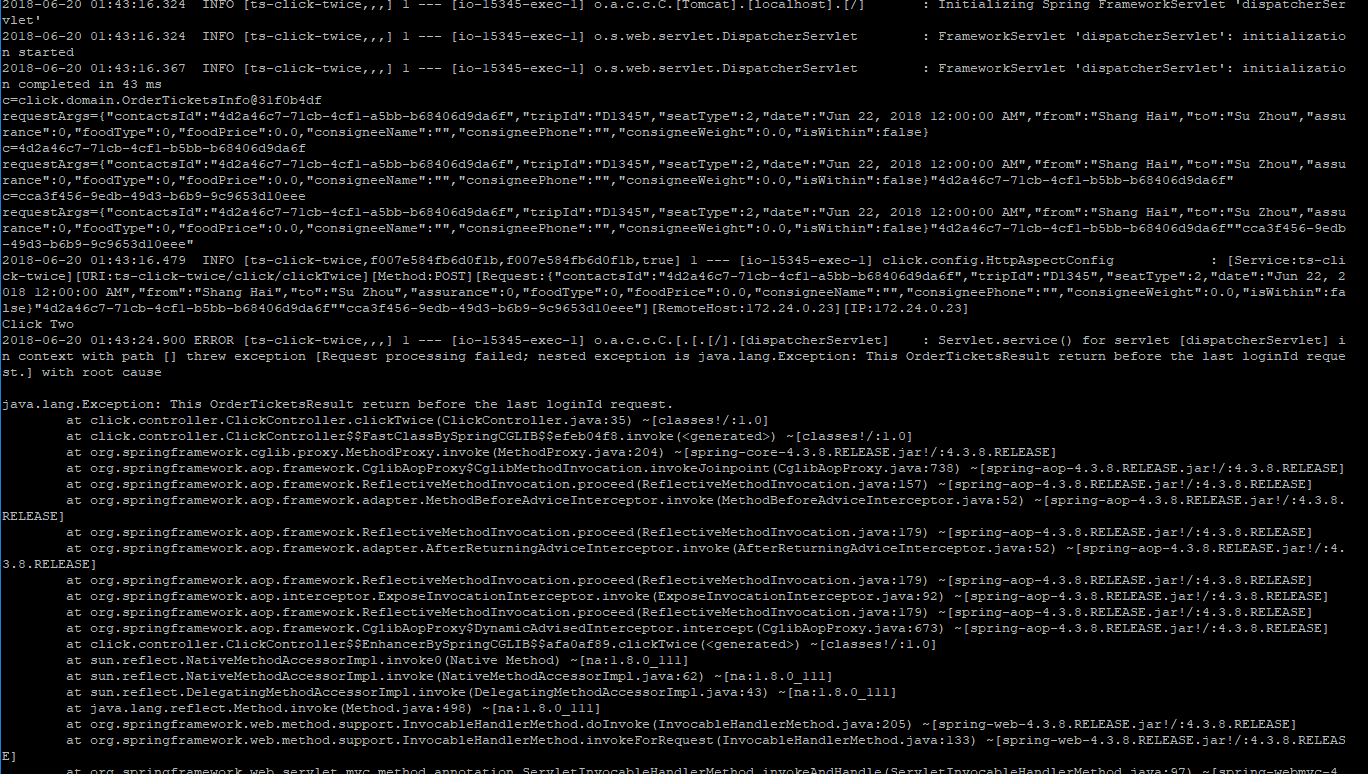 2018-06-20 01:43:16.324  INFO [ts-click-twice,,,] 1 --- [io-15345-exec-1] o.a.c.c.C.[Tomcat].[localhost].[/]       : Initializing Spring FrameworkServlet 'dispatcherSer
vlet'
2018-06-20 01:43:16.324  INFO [ts-click-twice,,,] 1 --- [io-15345-exec-1] o.s.web.servlet.DispatcherServlet        : FrameworkServlet 'dispatcherServlet': initializatio
n started
2018-06-20 01:43:16.367  INFO [ts-click-twice,,,] 1 --- [io-15345-exec-1] o.s.web.servlet.DispatcherServlet        : FrameworkServlet 'dispatcherServlet': initializatio
n completed in 43 ms
c=click.domain.OrderTicketsInfo@31f0b4df
requestArgs={"contactsId":"4d2a46c7-71cb-4cf1-a5bb-b68406d9da6f","tripId":"D1345","seatType":2,"date":"Jun 22, 2018 12:00:00 AM","from":"Shang Hai","to":"Su Zhou","assu
rance":0,"foodType":0,"foodPrice":0.0,"consigneeName":"","consigneePhone":"","consigneeWeight":0.0,"isWithin":false}
c=4d2a46c7-71cb-4cf1-b5bb-b68406d9da6f
requestArgs={"contactsId":"4d2a46c7-71cb-4cf1-a5bb-b68406d9da6f","tripId":"D1345","seatType":2,"date":"Jun 22, 2018 12:00:00 AM","from":"Shang Hai","to":"Su Zhou","assu
rance":0,"foodType":0,"foodPrice":0.0,"consigneeName":"","consigneePhone":"","consigneeWeight":0.0,"isWithin":false}"4d2a46c7-71cb-4cf1-b5bb-b68406d9da6f"
c=cca3f456-9edb-49d3-b6b9-9c9653d10eee
requestArgs={"contactsId":"4d2a46c7-71cb-4cf1-a5bb-b68406d9da6f","tripId":"D1345","seatType":2,"date":"Jun 22, 2018 12:00:00 AM","from":"Shang Hai","to":"Su Zhou","assu
rance":0,"foodType":0,"foodPrice":0.0,"consigneeName":"","consigneePhone":"","consigneeWeight":0.0,"isWithin":false}"4d2a46c7-71cb-4cf1-b5bb-b68406d9da6f""cca3f456-9edb
-49d3-b6b9-9c9653d10eee"
2018-06-20 01:43:16.479  INFO [ts-click-twice,f007e584fb6d0f1b,f007e584fb6d0f1b,true] 1 --- [io-15345-exec-1] click.config.HttpAspectConfig            : [Service:ts-cli
ck-twice][URI:ts-click-twice/click/clickTwice][Method:POST][Request:{"contactsId":"4d2a46c7-71cb-4cf1-a5bb-b68406d9da6f","tripId":"D1345","seatType":2,"date":"Jun 22, 2
018 12:00:00 AM","from":"Shang Hai","to":"Su Zhou","assurance":0,"foodType":0,"foodPrice":0.0,"consigneeName":"","consigneePhone":"","consigneeWeight":0.0,"isWithin":fa
lse}"4d2a46c7-71cb-4cf1-b5bb-b68406d9da6f""cca3f456-9edb-49d3-b6b9-9c9653d10eee"][RemoteHost:172.24.0.23][IP:172.24.0.23]
Click Two
2018-06-20 01:43:24.900 ERROR [ts-click-twice,,,] 1 --- [io-15345-exec-1] o.a.c.c.C.[.[.[/].[dispatcherServlet]    : Servlet.service() for servlet [dispatcherServlet] i
n context with path [] threw exception [Request processing failed; nested exception is java.lang.Exception: This OrderTicketsResult return before the last loginId reque
st.] with root cause

java.lang.Exception: This OrderTicketsResult return before the last loginId request.
        at click.controller.ClickController.clickTwice(ClickController.java:35) ~[classes!/:1.0]
        at click.controller.ClickController$$FastClassBySpringCGLIB$$efeb04f8.invoke(<generated>) ~[classes!/:1.0]
        at org.springframework.cglib.proxy.MethodProxy.invoke(MethodProxy.java:204) ~[spring-core-4.3.8.RELEASE.jar!/:4.3.8.RELEASE]
        at org.springframework.aop.framework.CglibAopProxy$CglibMethodInvocation.invokeJoinpoint(CglibAopProxy.java:738) ~[spring-aop-4.3.8.RELEASE.jar!/:4.3.8.RELEASE]
        at org.springframework.aop.framework.ReflectiveMethodInvocation.proceed(ReflectiveMethodInvocation.java:157) ~[spring-aop-4.3.8.RELEASE.jar!/:4.3.8.RELEASE]
        at org.springframework.aop.framework.adapter.MethodBeforeAdviceInterceptor.invoke(MethodBeforeAdviceInterceptor.java:52) ~[spring-aop-4.3.8.RELEASE.jar!/:4.3.8.
RELEASE]
        at org.springframework.aop.framework.ReflectiveMethodInvocation.proceed(ReflectiveMethodInvocation.java:179) ~[spring-aop-4.3.8.RELEASE.jar!/:4.3.8.RELEASE]
        at org.springframework.aop.framework.adapter.AfterReturningAdviceInterceptor.invoke(AfterReturningAdviceInterceptor.java:52) ~[spring-aop-4.3.8.RELEASE.jar!/:4.
3.8.RELEASE]
        at org.springframework.aop.framework.ReflectiveMethodInvocation.proceed(ReflectiveMethodInvocation.java:179) ~[spring-aop-4.3.8.RELEASE.jar!/:4.3.8.RELEASE]
        at org.springframework.aop.interceptor.ExposeInvocationInterceptor.invoke(ExposeInvocationInterceptor.java:92) ~[spring-aop-4.3.8.RELEASE.jar!/:4.3.8.RELEASE]
        at org.springframework.aop.framework.ReflectiveMethodInvocation.proceed(ReflectiveMethodInvocation.java:179) ~[spring-aop-4.3.8.RELEASE.jar!/:4.3.8.RELEASE]
        at org.springframework.aop.framework.CglibAopProxy$DynamicAdvisedInterceptor.intercept(CglibAopProxy.java:673) ~[spring-aop-4.3.8.RELEASE.jar!/:4.3.8.RELEASE]
        at click.controller.ClickController$$EnhancerBySpringCGLIB$$afa0af89.clickTwice(<generated>) ~[classes!/:1.0]
        at sun.reflect.NativeMethodAccessorImpl.invoke0(Native Method) ~[na:1.8.0_111]
        at sun.reflect.NativeMethodAccessorImpl.invoke(NativeMethodAccessorImpl.java:62) ~[na:1.8.0_111]
        at sun.reflect.DelegatingMethodAccessorImpl.invoke(DelegatingMethodAccessorImpl.java:43) ~[na:1.8.0_111]
        at java.lang.reflect.Method.invoke(Method.java:498) ~[na:1.8.0_111]
        at org.springframework.web.method.support.InvocableHandlerMethod.doInvoke(InvocableHandlerMethod.java:205) ~[spring-web-4.3.8.RELEASE.jar!/:4.3.8.RELEASE]
        at org.springframework.web.method.support.InvocableHandlerMethod.invokeForRequest(InvocableHandlerMethod.java:133) ~[spring-web-4.3.8.RELEASE.jar!/:4.3.8.RELEAS
E]
        at org.springframework.web.servlet.mvc.method.annotation.ServletInvocableHandlerMethod.invokeAndHandle(ServletInvocableHandlerMethod.java:97) ~[spring-webmvc-4